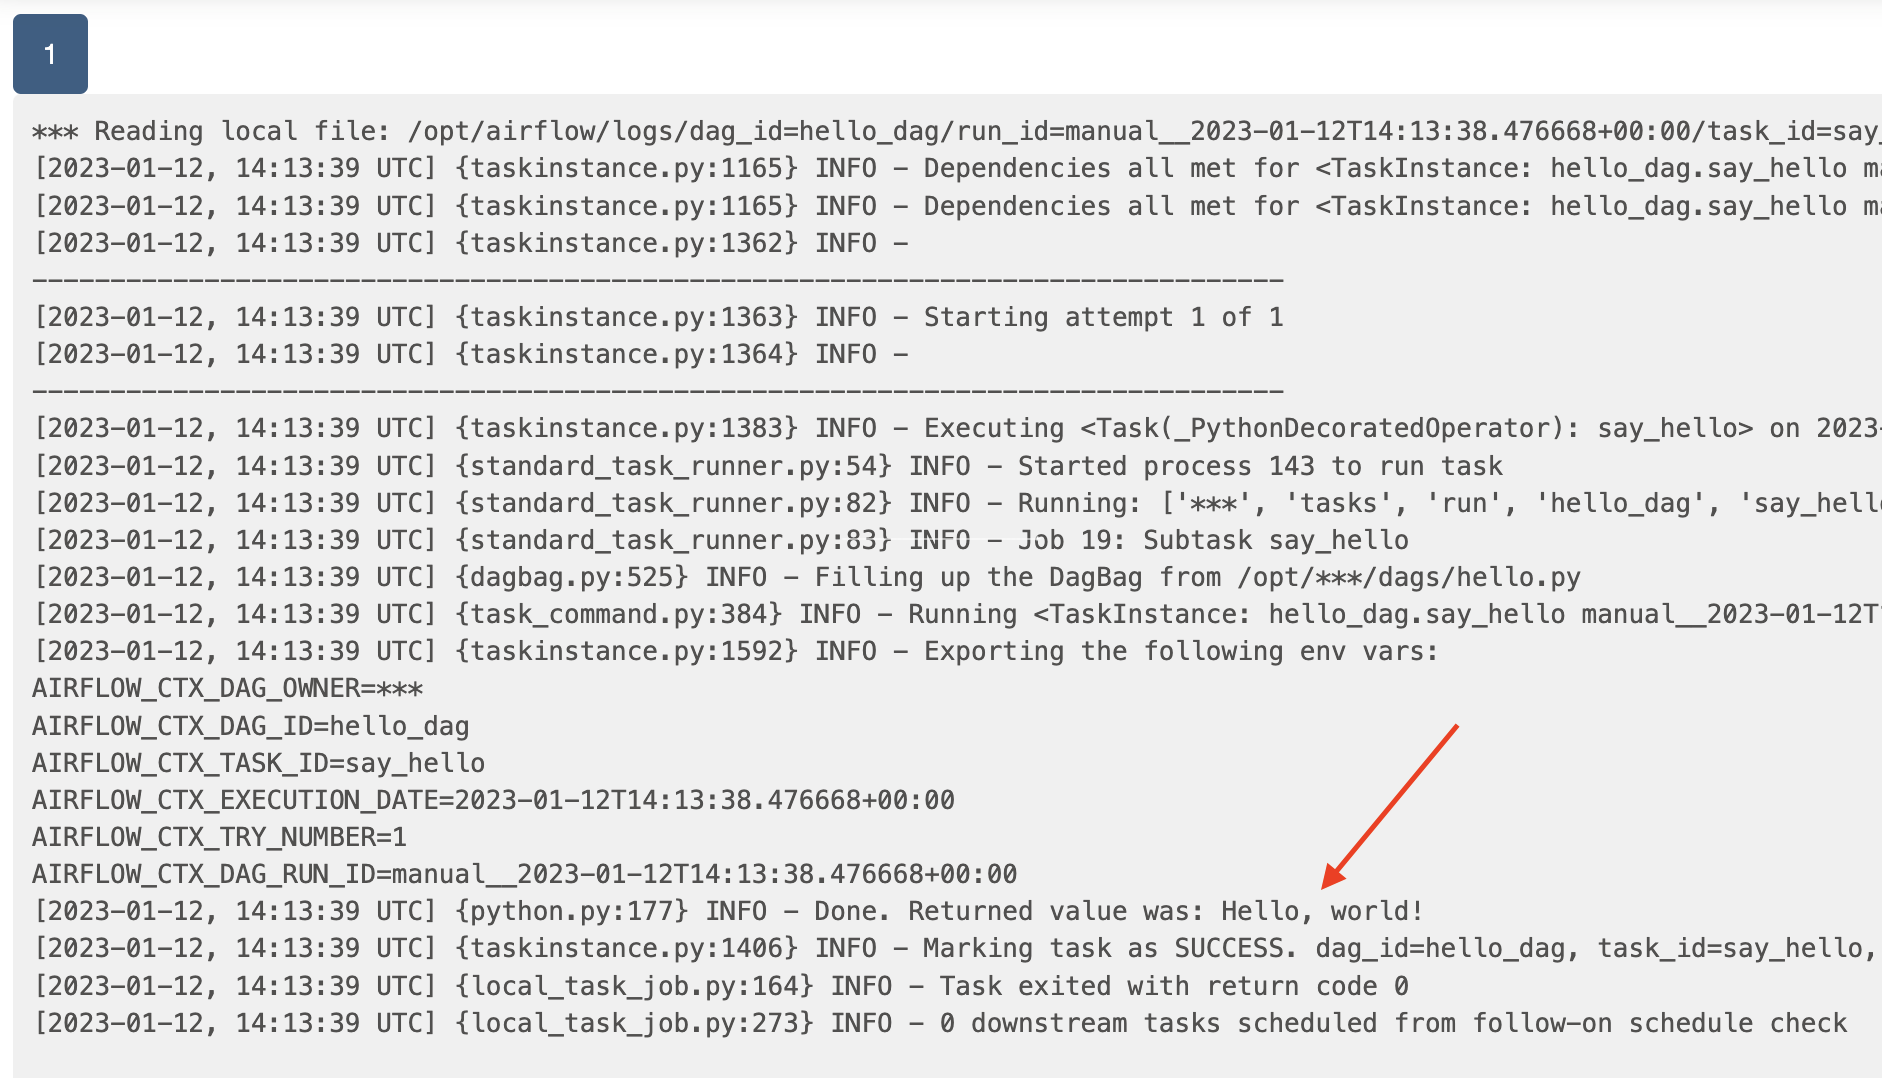 1
*** Reading local file: /opt/airflow/logs/dag_id=hello_dag/run_id=manual__2023-01-12T14:13:38.476668+00:00/task_id=say_
[2023-01-12, 14:13:39 UTC] {taskinstance.py:1165} INFO - Dependencies all met for <TaskInstance: hello_dag.say_hello ma
[2023-01-12, 14:13:39 UTC] {taskinstance.py:1165} INFO - Dependencies all met for <TaskInstance: hello_dag.say_hello ma
[2023-01-12, 14:13:39 UTC] {taskinstance.py:1362} INFO -
--------------------------------------------------------------------------------
[2023-01-12, 14:13:39 UTC] {taskinstance.py:1363} INFO - Starting attempt 1 of 1
[2023-01-12, 14:13:39 UTC] {taskinstance.py:1364} INFO -
--------------------------------------------------------------------------------
[2023-01-12, 14:13:39 UTC] {taskinstance.py:1383} INFO - Executing <Task(_PythonDecoratedOperator): say_hello> on 2023-
[2023-01-12, 14:13:39 UTC] {standard_task_runner.py:54} INFO - Started process 143 to run task
[2023-01-12, 14:13:39 UTC] {standard_task_runner.py:82} INFO - Running: ['***', 'tasks', 'run', 'hello_dag', 'say_hello
[2023-01-12, 14:13:39 UTC] {standard_task_runner.py:83} INFO - Job 19: Subtask say_hello
[2023-01-12, 14:13:39 UTC] {dagbag.py:525} INFO - Filling up the DagBag from /opt/***/dags/hello.py
[2023-01-12, 14:13:39 UTC] {task_command.py:384} INFO - Running <TaskInstance: hello_dag.say_hello manual__2023-01-12T
[2023-01-12, 14:13:39 UTC] {taskinstance.py:1592} INFO - Exporting the following env vars:
AIRFLOW_CTX_DAG_OWNER=***
AIRFLOW_CTX_DAG_ID=hello_dag
AIRFLOW_CTX_TASK_ID=say_hello
AIRFLOW_CTX_EXECUTION_DATE=2023-01-12T14:13:38.476668+00:00
AIRFLOW_CTX_TRY_NUMBER=1
AIRFLOW_CTX_DAG_RUN_ID=manual__2023-01-12T14:13:38.476668+00:00
[2023-01-12, 14:13:39 UTC] {python.py:177} INFO - Done. Returned value was: Hello, world!
[2023-01-12, 14:13:39 UTC] {taskinstance.py:1406} INFO - Marking task as SUCCESS. dag_id=hello_dag, task_id=say_hello,
[2023-01-12, 14:13:39 UTC] {local_task_job.py:164} INFO - Task exited with return code 0
[2023-01-12, 14:13:39 UTC] {local_task_job.py:273} INFO - 0 downstream tasks scheduled from follow-on schedule check